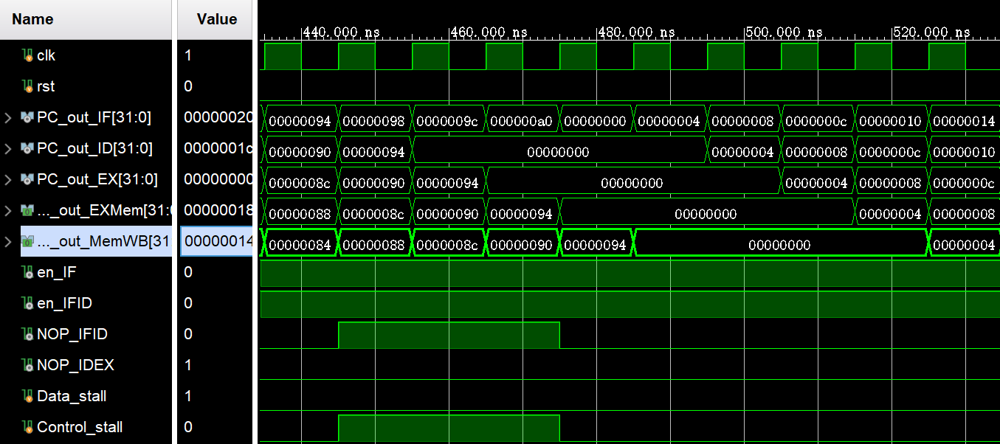 Name Value 440.000 ns 460.000 ns 480.000 ns 500.000 ns 520.000 ns
clk 1
rst 0
PC_out_IF[31:0] 00000020 00000094 00000098 0000009c 000000a0 00000000 00000004 00000008 0000000c 00000010 00000014
PC_out_ID[31:0] 0000001c 00000090 00000094 00000000 00000004 00000008 0000000c 00000010
PC_out_EX[31:0] 00000000 0000008c 00000090 00000094 00000000 00000004 00000008 0000000c
..._out_EXMem[31:0 00000018 00000088 0000008c 00000090 00000094 00000000 00000004 00000008
..._out_MemWB[31 00000014 00000084 00000088 0000008c 00000090 00000094 00000000 00000004
en_IF 0
en_IFID 0
NOP_IFID 0
NOP_IDEX 1
Data_stall 1
Control_stall 0